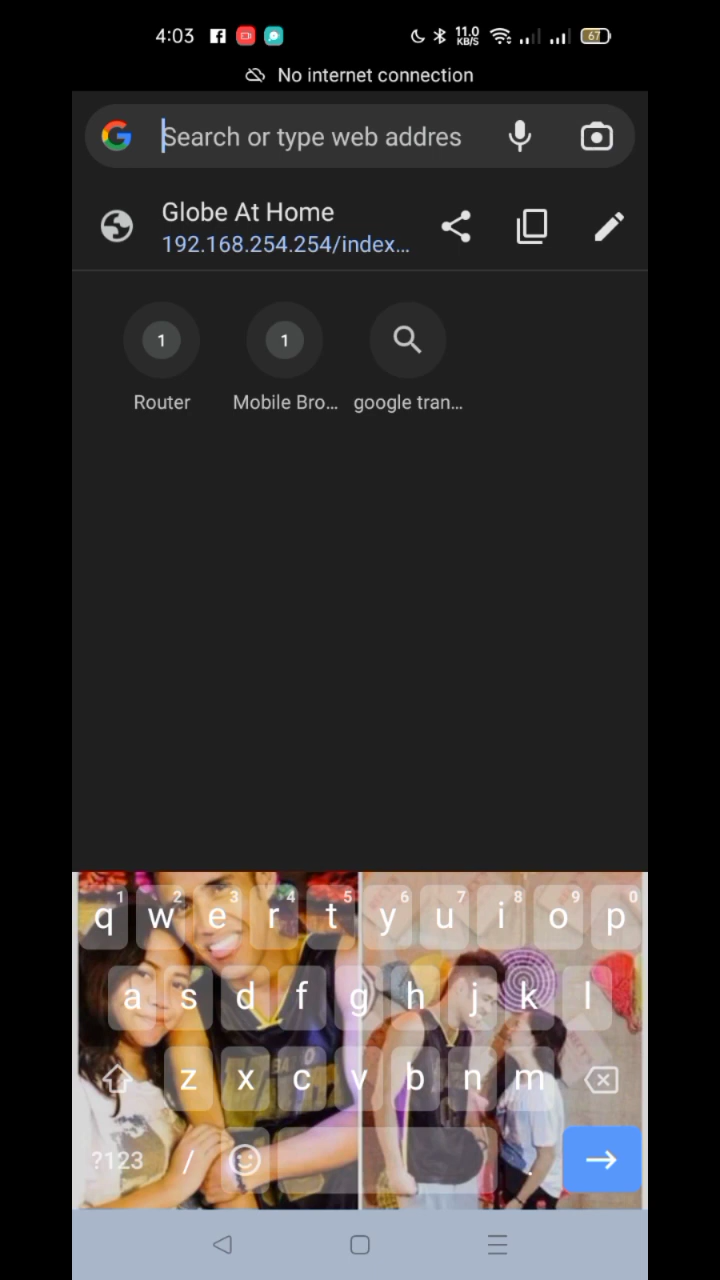 4:03 11.0 KB/S 67
No internet connection
Search or type web addres
Globe At Home
192.168.254.254/index...
1 1
Router Mobile Bro... google tran...
1 2 3 4 5 6 7 8 9 0
q w e r t y u i o p
a s d f g h j k l
z x c v b n m
?123 / .